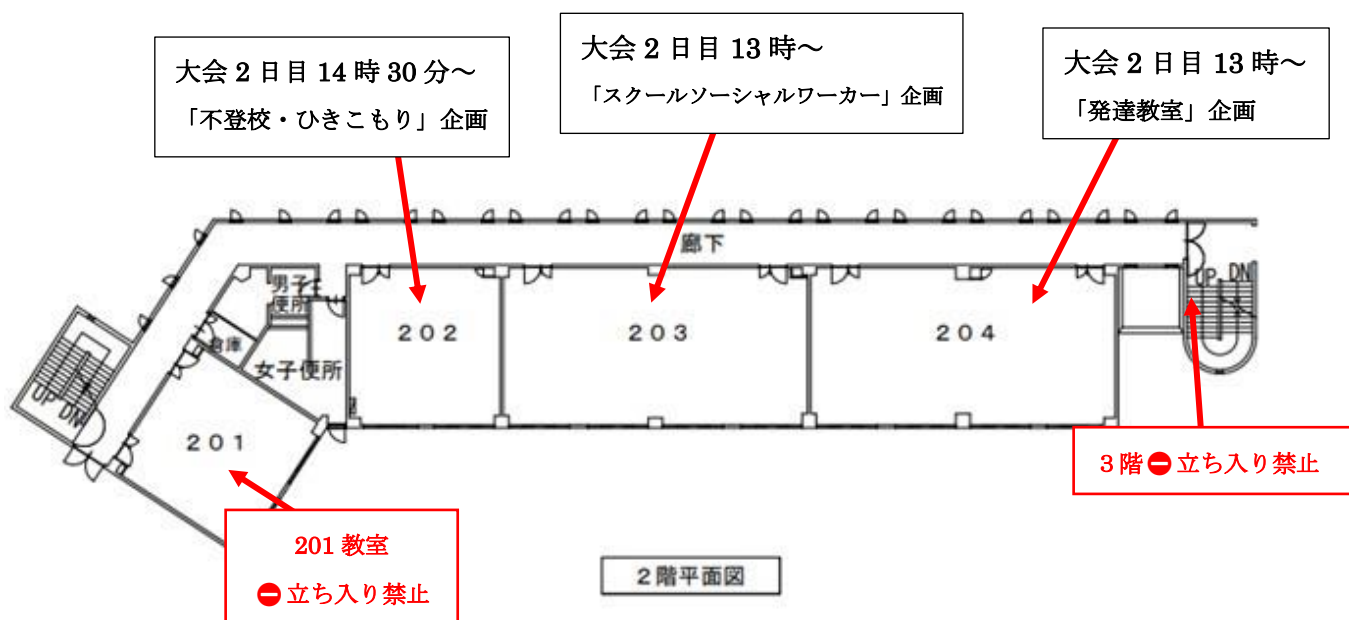 大会 2 日目 14 時 30 分～
「不登校・ひきこもり」企画
大会 2 日目 13 時～
「スクールソーシャルワーカー」企画
大会 2 日目 13 時～
「発達教室」企画
廊下
男子
便所
倉庫
女子便所
202
203
204
UP DN
UP DN
201
3 階⛔立ち入り禁止
201 教室
⛔立ち入り禁止
2階平面図